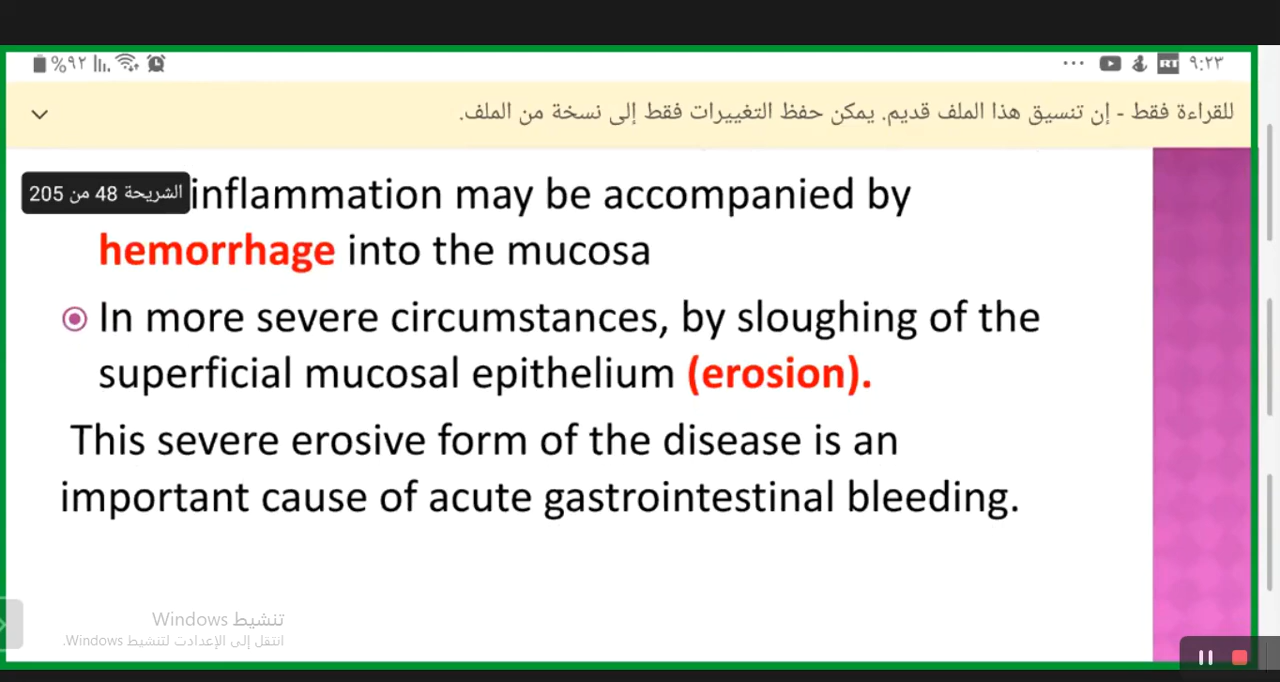 %٩٢ RT ٩:٢٣
للقراءة فقط - إن تنسيق هذا الملف قديم. يمكن حفظ التغييرات فقط إلى نسخة من الملف.
الشريحة 48 من 205
inflammation may be accompanied by
hemorrhage into the mucosa
In more severe circumstances, by sloughing of the
superficial mucosal epithelium (erosion).
This severe erosive form of the disease is an
important cause of acute gastrointestinal bleeding.
تنشيط Windows
انتقل إلى الإعدادت لتنشيط Windows.